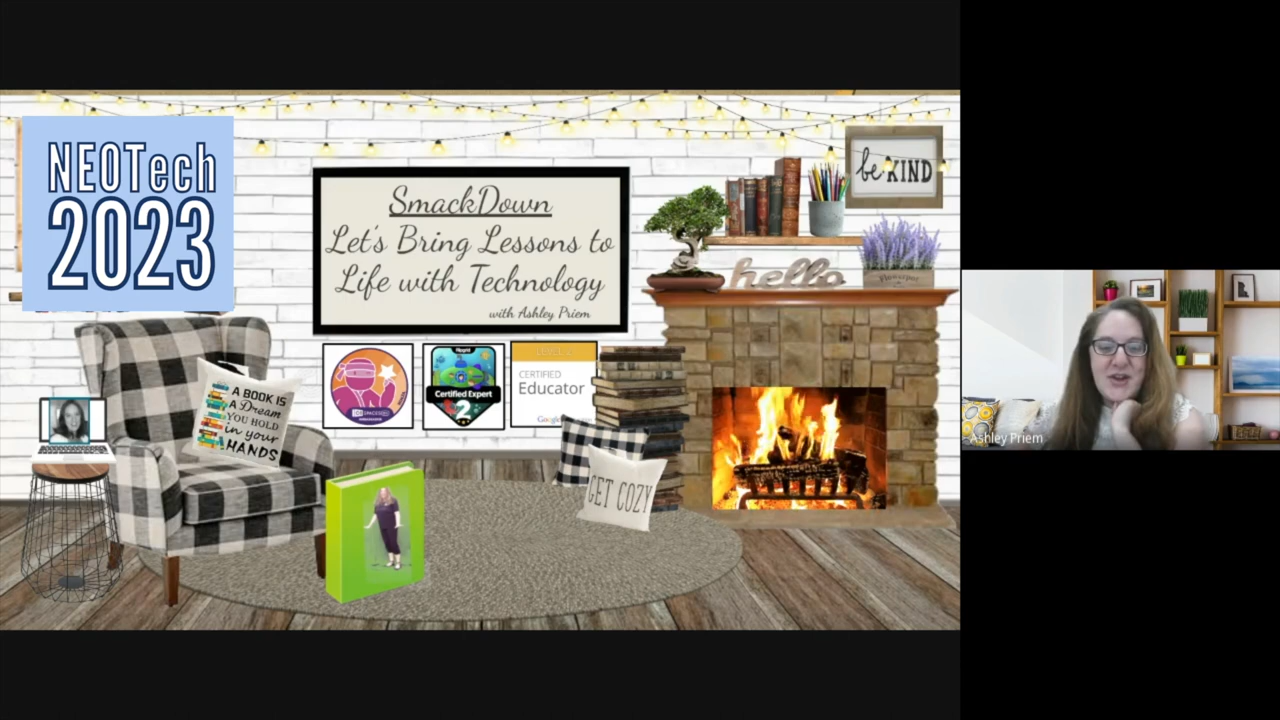 NEOTech
2023
SmackDown
Let's Bring Lessons to
Life with Technology
with Ashley Priem
be KIND
hello
A BOOK IS
A Dream
YOU HOLD
in your
HANDS
Certified Expert
2
CERTIFIED
Educator
GET COZY
Ashley Priem